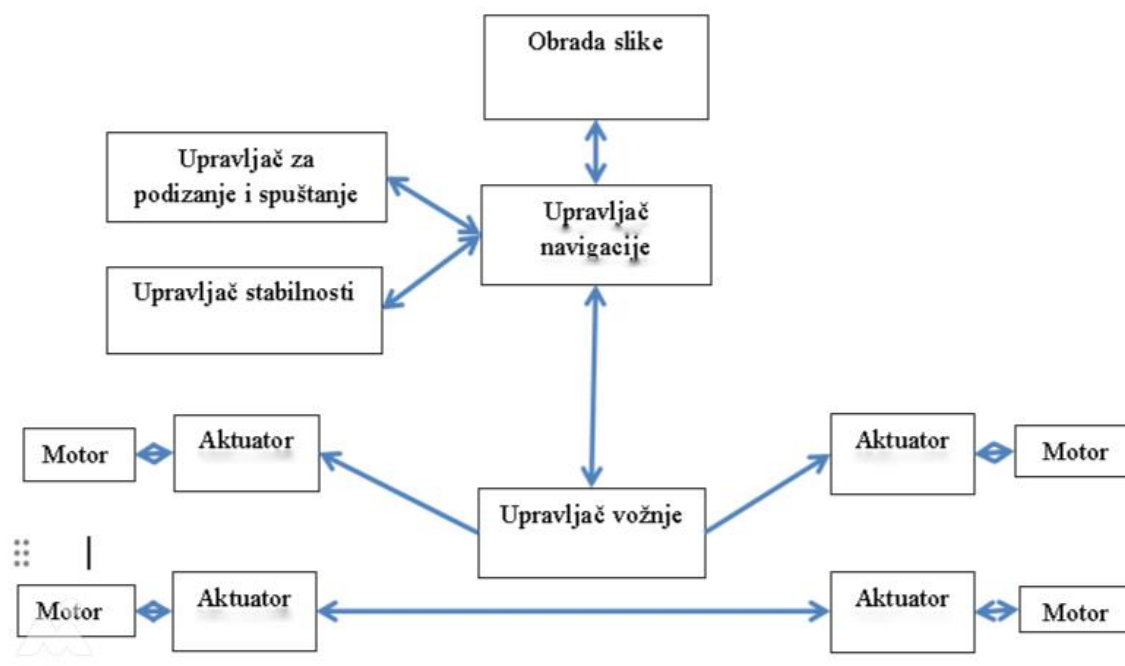 Obrada slike
Upravljač za
podizanje i spuštanje
Upravljač
navigacije
Upravljač stabilnosti
Motor
Aktuator
Aktuator
Motor
Upravljač vožnje
Motor
Aktuator
Aktuator
Motor